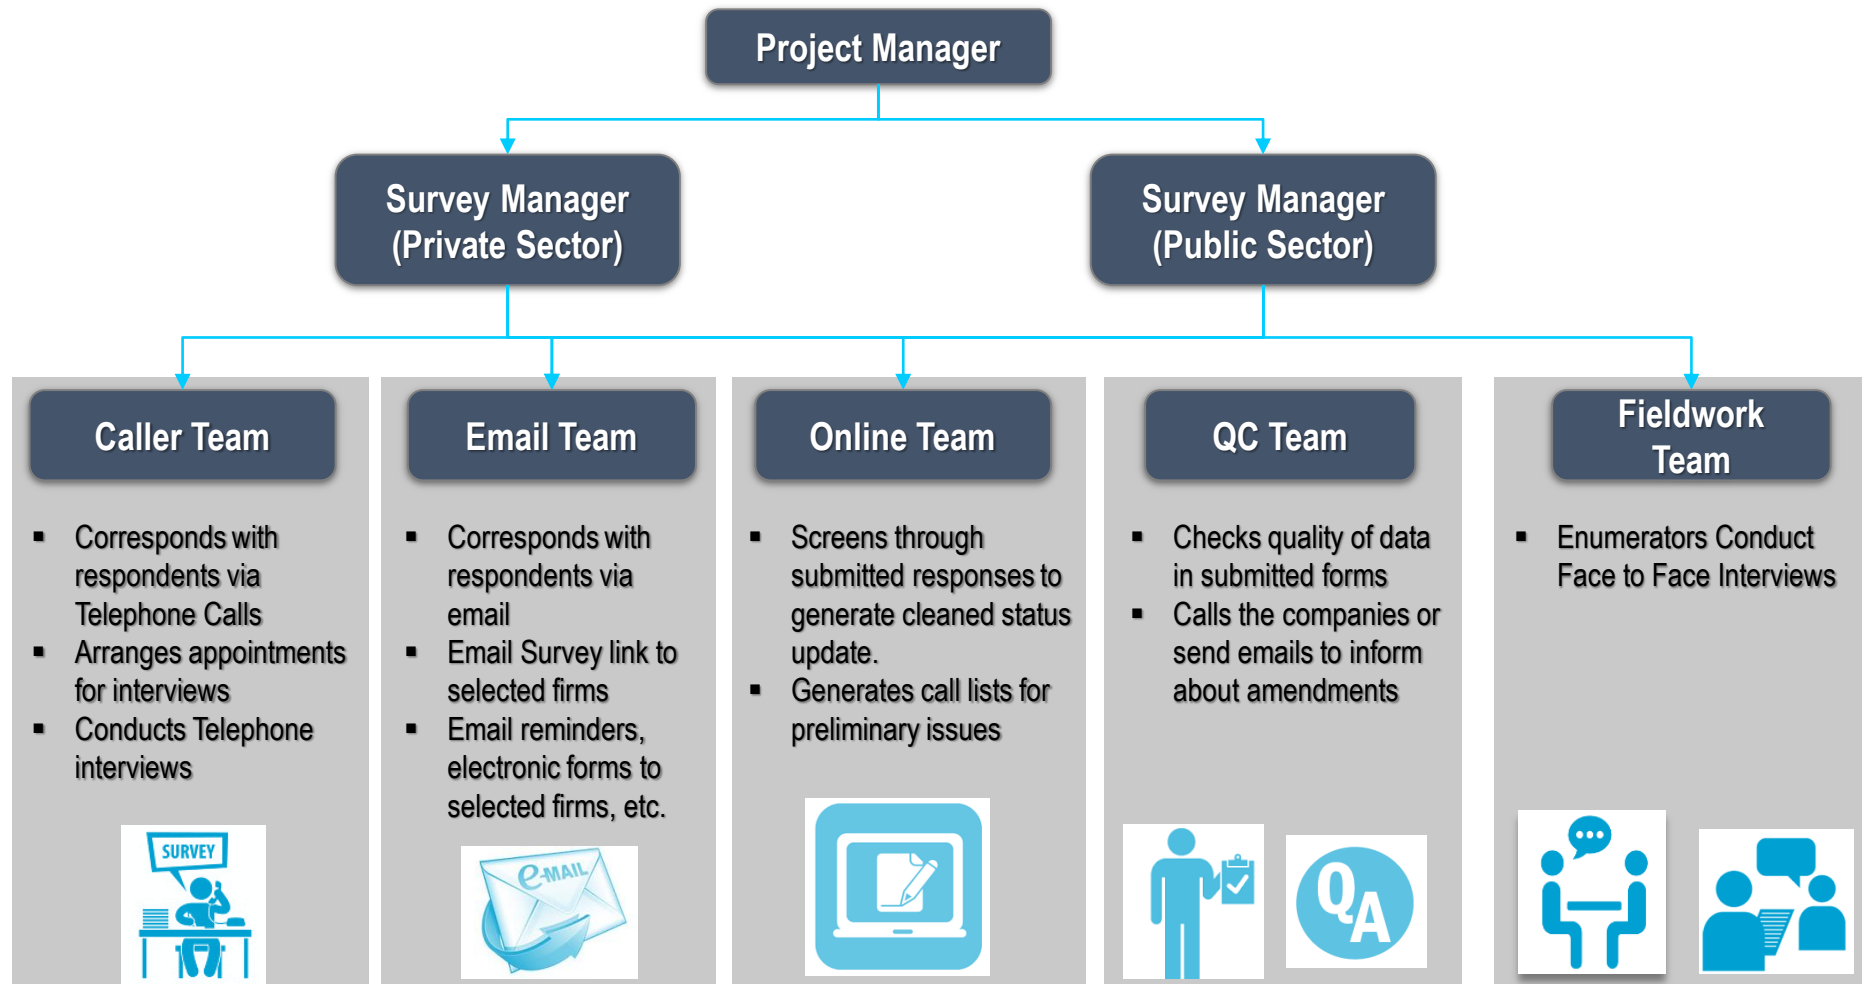 Project Manager
Survey Manager
(Private Sector)
Survey Manager
(Public Sector)
Caller Team
▪ Corresponds with
respondents via
Telephone Calls
▪ Arranges appointments
for interviews
▪ Conducts Telephone
interviews
SURVEY
Email Team
▪ Corresponds with
respondents via
email
▪ Email Survey link to
selected firms
▪ Email reminders,
electronic forms to
selected firms, etc.
e-MAIL
Online Team
▪ Screens through
submitted responses to
generate cleaned status
update.
▪ Generates call lists for
preliminary issues
QC Team
▪ Checks quality of data
in submitted forms
▪ Calls the companies or
send emails to inform
about amendments
QA
Fieldwork
Team
▪ Enumerators Conduct
Face to Face Interviews